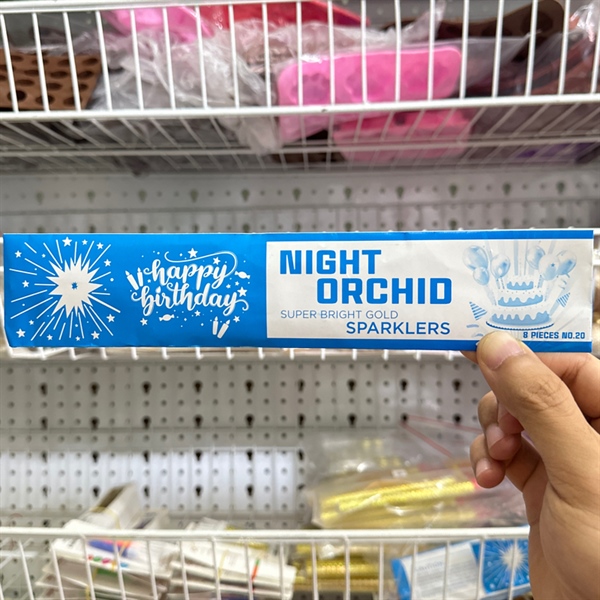 happy
birthday
NIGHT
ORCHID
SUPER BRIGHT GOLD
SPARKLERS
8 PIECES NO.20